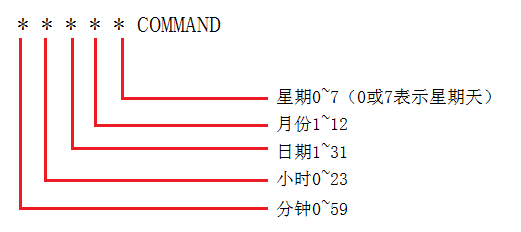 * * * * * COMMAND
星期0~7（0或7表示星期天）
月份1~12
日期1~31
小时0~23
分钟0~59